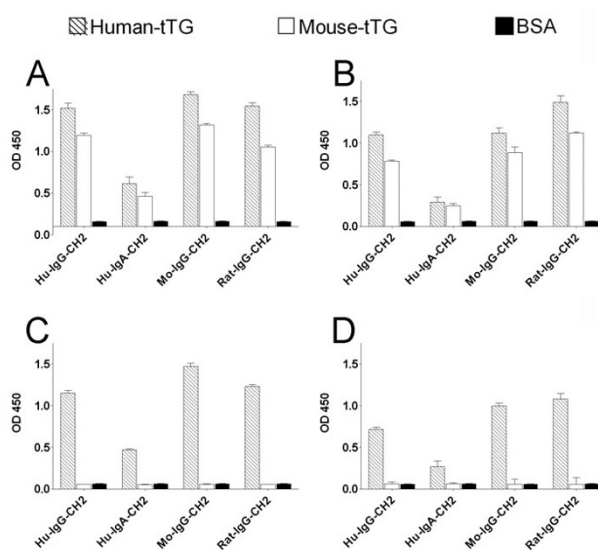 Human-tTG Mouse-tTG BSA
A B
OD 450 1.5 1.0 0.5 0.0
Hu-IgG-CH2 Hu-IgA-CH2 Mo-IgG-CH2 Rat-IgG-CH2
OD 450 1.5 1.0 0.5 0.0
Hu-IgG-CH2 Hu-IgA-CH2 Mo-IgG-CH2 Rat-IgG-CH2
C D
OD 450 1.5 1.0 0.5 0.0
Hu-IgG-CH2 Hu-IgA-CH2 Mo-IgG-CH2 Rat-IgG-CH2
OD 450 1.5 1.0 0.5 0.0
Hu-IgG-CH2 Hu-IgA-CH2 Mo-IgG-CH2 Rat-IgG-CH2